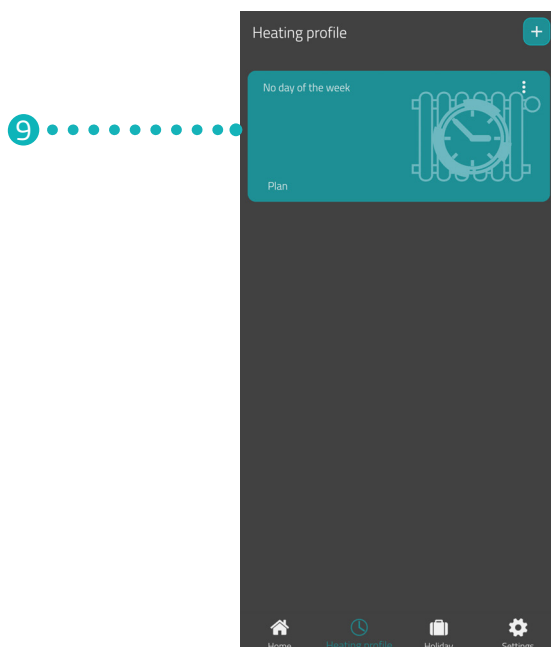 Heating profile
+
No day of the week
9
Plan
Home Heating profile Holiday Settings